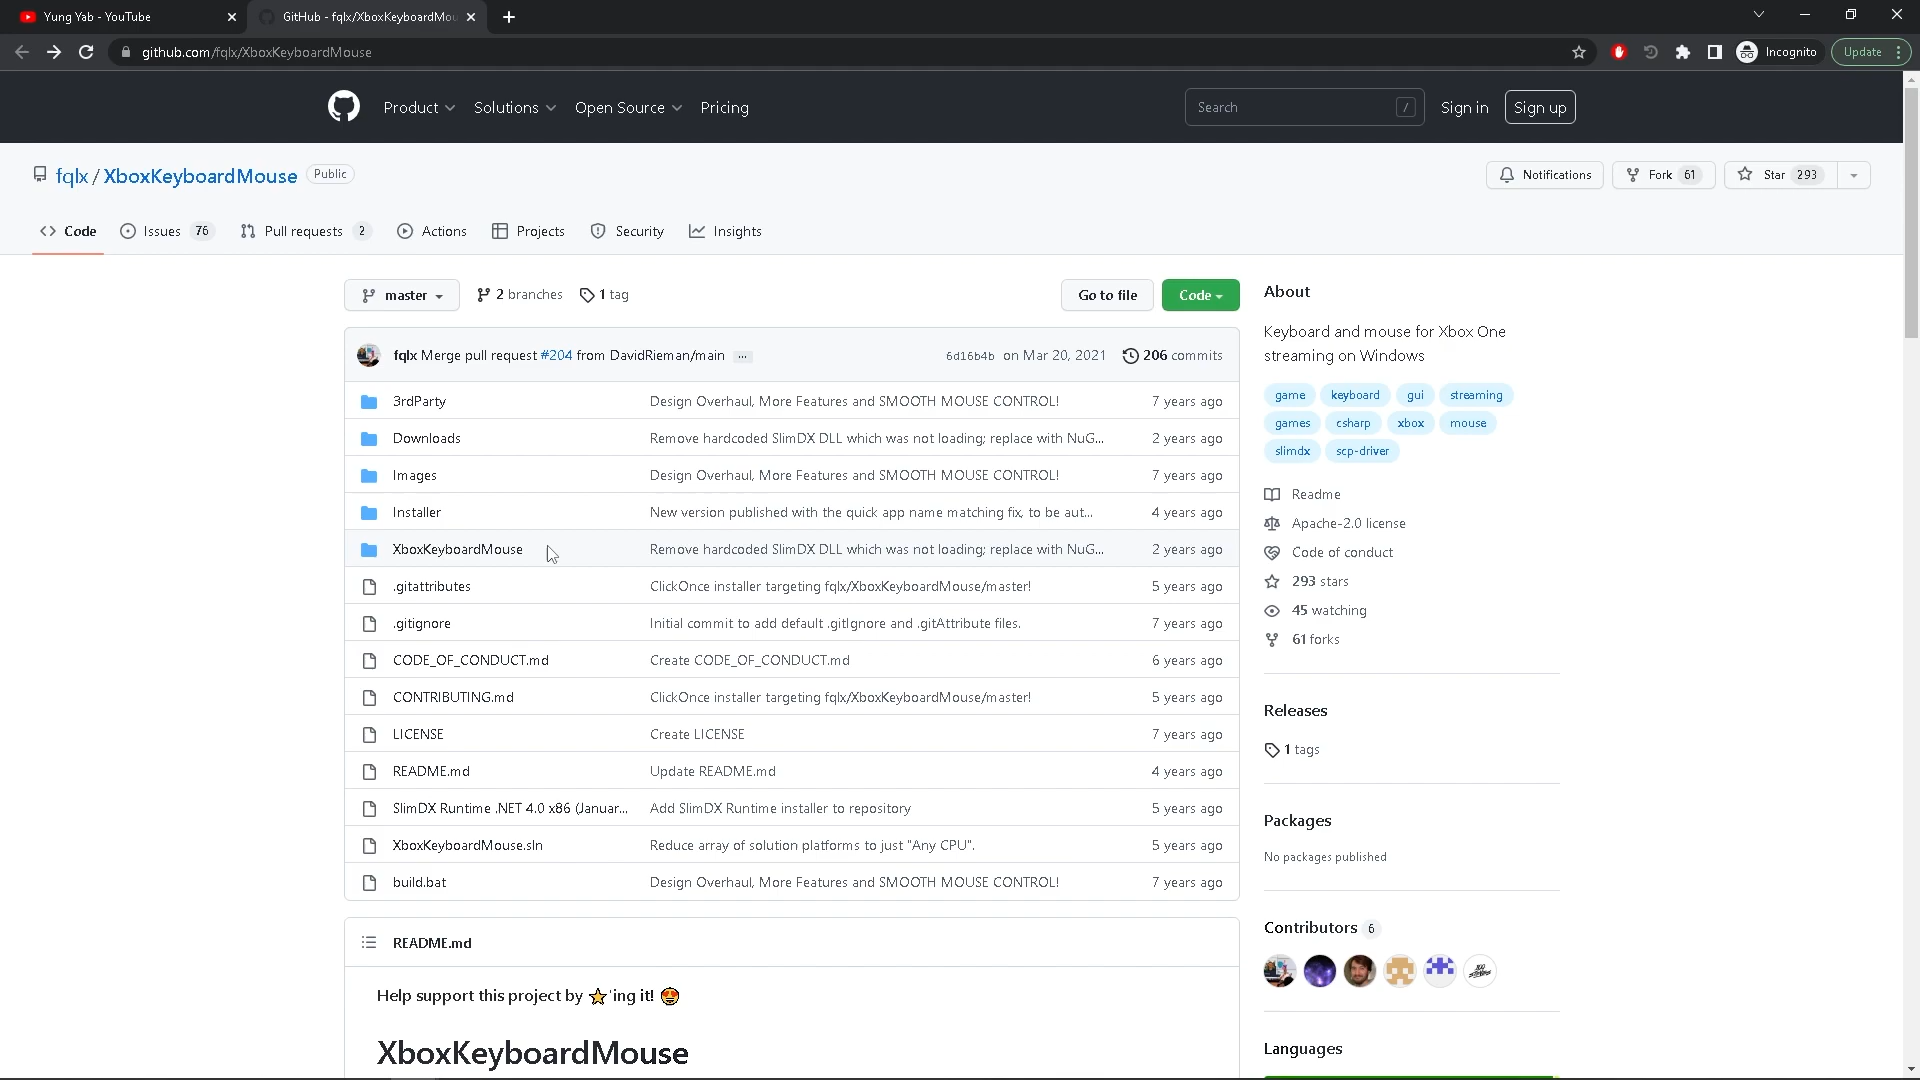 Yung Yab - YouTube
GitHub - fqlx/XboxKeyboardMou
github.com/fqlx/XboxKeyboardMouse
Incognito
Update
Product
Solutions
Open Source
Pricing
Search
/
Sign in
Sign up
fqlx / XboxKeyboardMouse
Public
Notifications
Fork 61
Star 293
<> Code
Issues 76
Pull requests 2
Actions
Projects
Security
Insights
master
2 branches
1 tag
Go to file
Code
fqlx Merge pull request #204 from DavidRieman/main ...
6d16b4b on Mar 20, 2021
206 commits
3rdParty Design Overhaul, More Features and SMOOTH MOUSE CONTROL! 7 years ago
Downloads Remove hardcoded SlimDX DLL which was not loading; replace with NuG... 2 years ago
Images Design Overhaul, More Features and SMOOTH MOUSE CONTROL! 7 years ago
Installer New version published with the quick app name matching fix, to be aut... 4 years ago
XboxKeyboardMouse Remove hardcoded SlimDX DLL which was not loading; replace with NuG... 2 years ago
.gitattributes ClickOnce installer targeting fqlx/XboxKeyboardMouse/master! 5 years ago
.gitignore Initial commit to add default .gitIgnore and .gitAttribute files. 7 years ago
CODE_OF_CONDUCT.md Create CODE_OF_CONDUCT.md 6 years ago
CONTRIBUTING.md ClickOnce installer targeting fqlx/XboxKeyboardMouse/master! 5 years ago
LICENSE Create LICENSE 7 years ago
README.md Update README.md 4 years ago
SlimDX Runtime .NET 4.0 x86 (Januar... Add SlimDX Runtime installer to repository 5 years ago
XboxKeyboardMouse.sln Reduce array of solution platforms to just "Any CPU". 5 years ago
build.bat Design Overhaul, More Features and SMOOTH MOUSE CONTROL! 7 years ago
README.md
Help support this project by ⭐'ing it! 🤩
XboxKeyboardMouse
About
Keyboard and mouse for Xbox One
streaming on Windows
game keyboard gui streaming
games csharp xbox mouse
slimdx scp-driver
Readme
Apache-2.0 license
Code of conduct
293 stars
45 watching
61 forks
Releases
1 tags
Packages
No packages published
Contributors 6
Languages